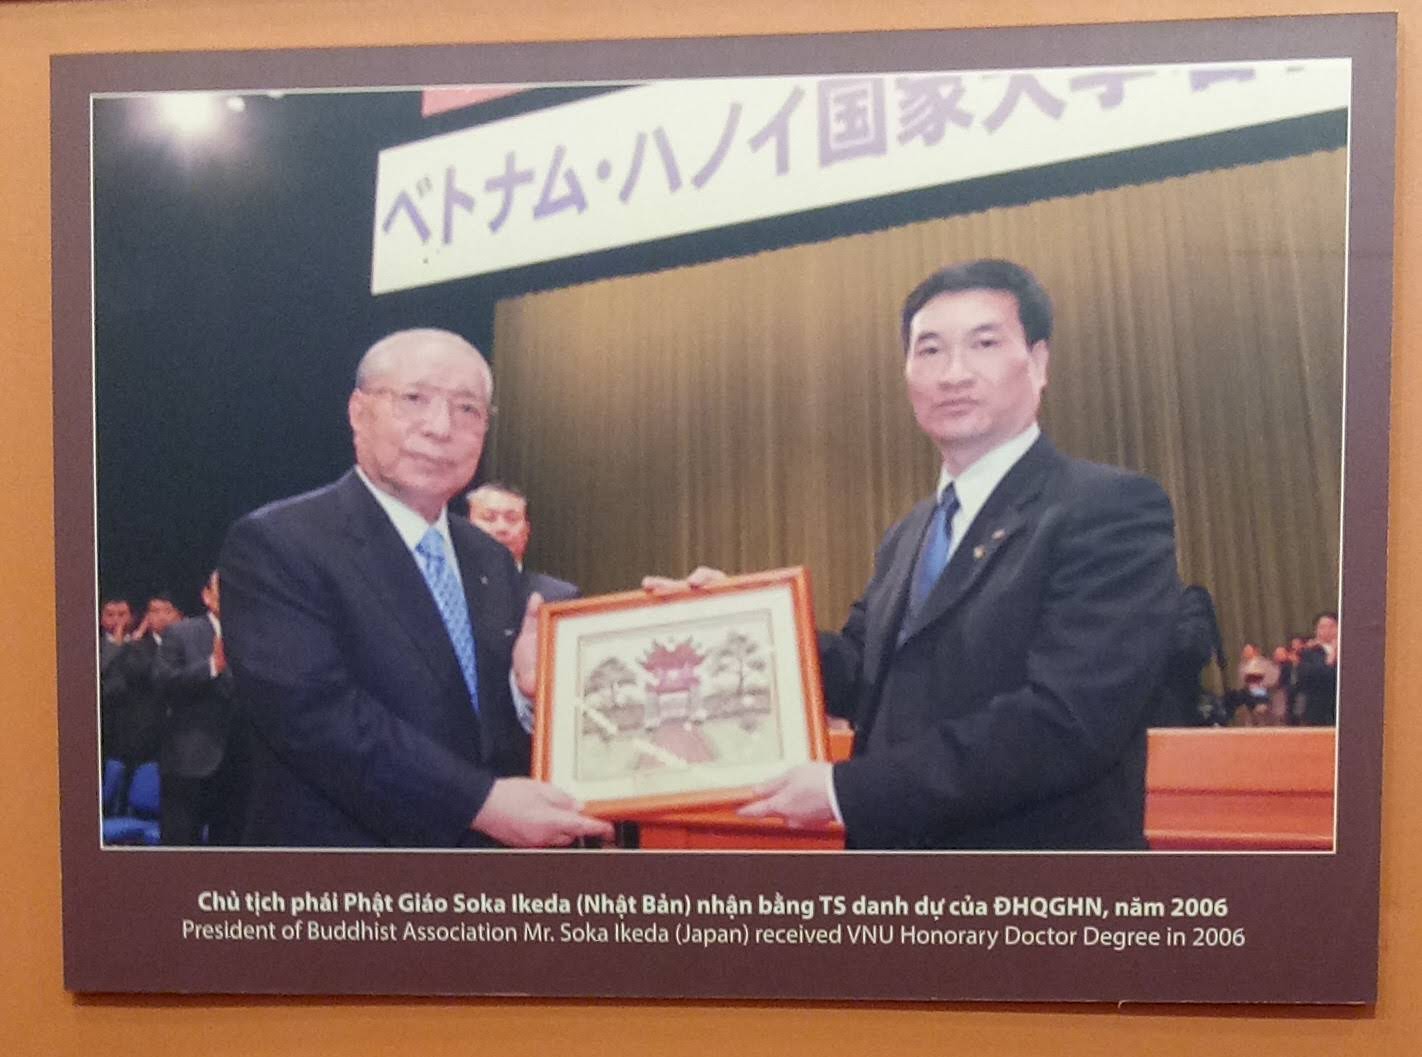 ベトナム・ハノイ国家大学
Chủ tịch phái Phật Giáo Soka Ikeda (Nhật Bản) nhận bằng TS danh dự của ĐHQGHN, năm 2006
President of Buddhist Association Mr. Soka Ikeda (Japan) received VNU Honorary Doctor Degree in 2006